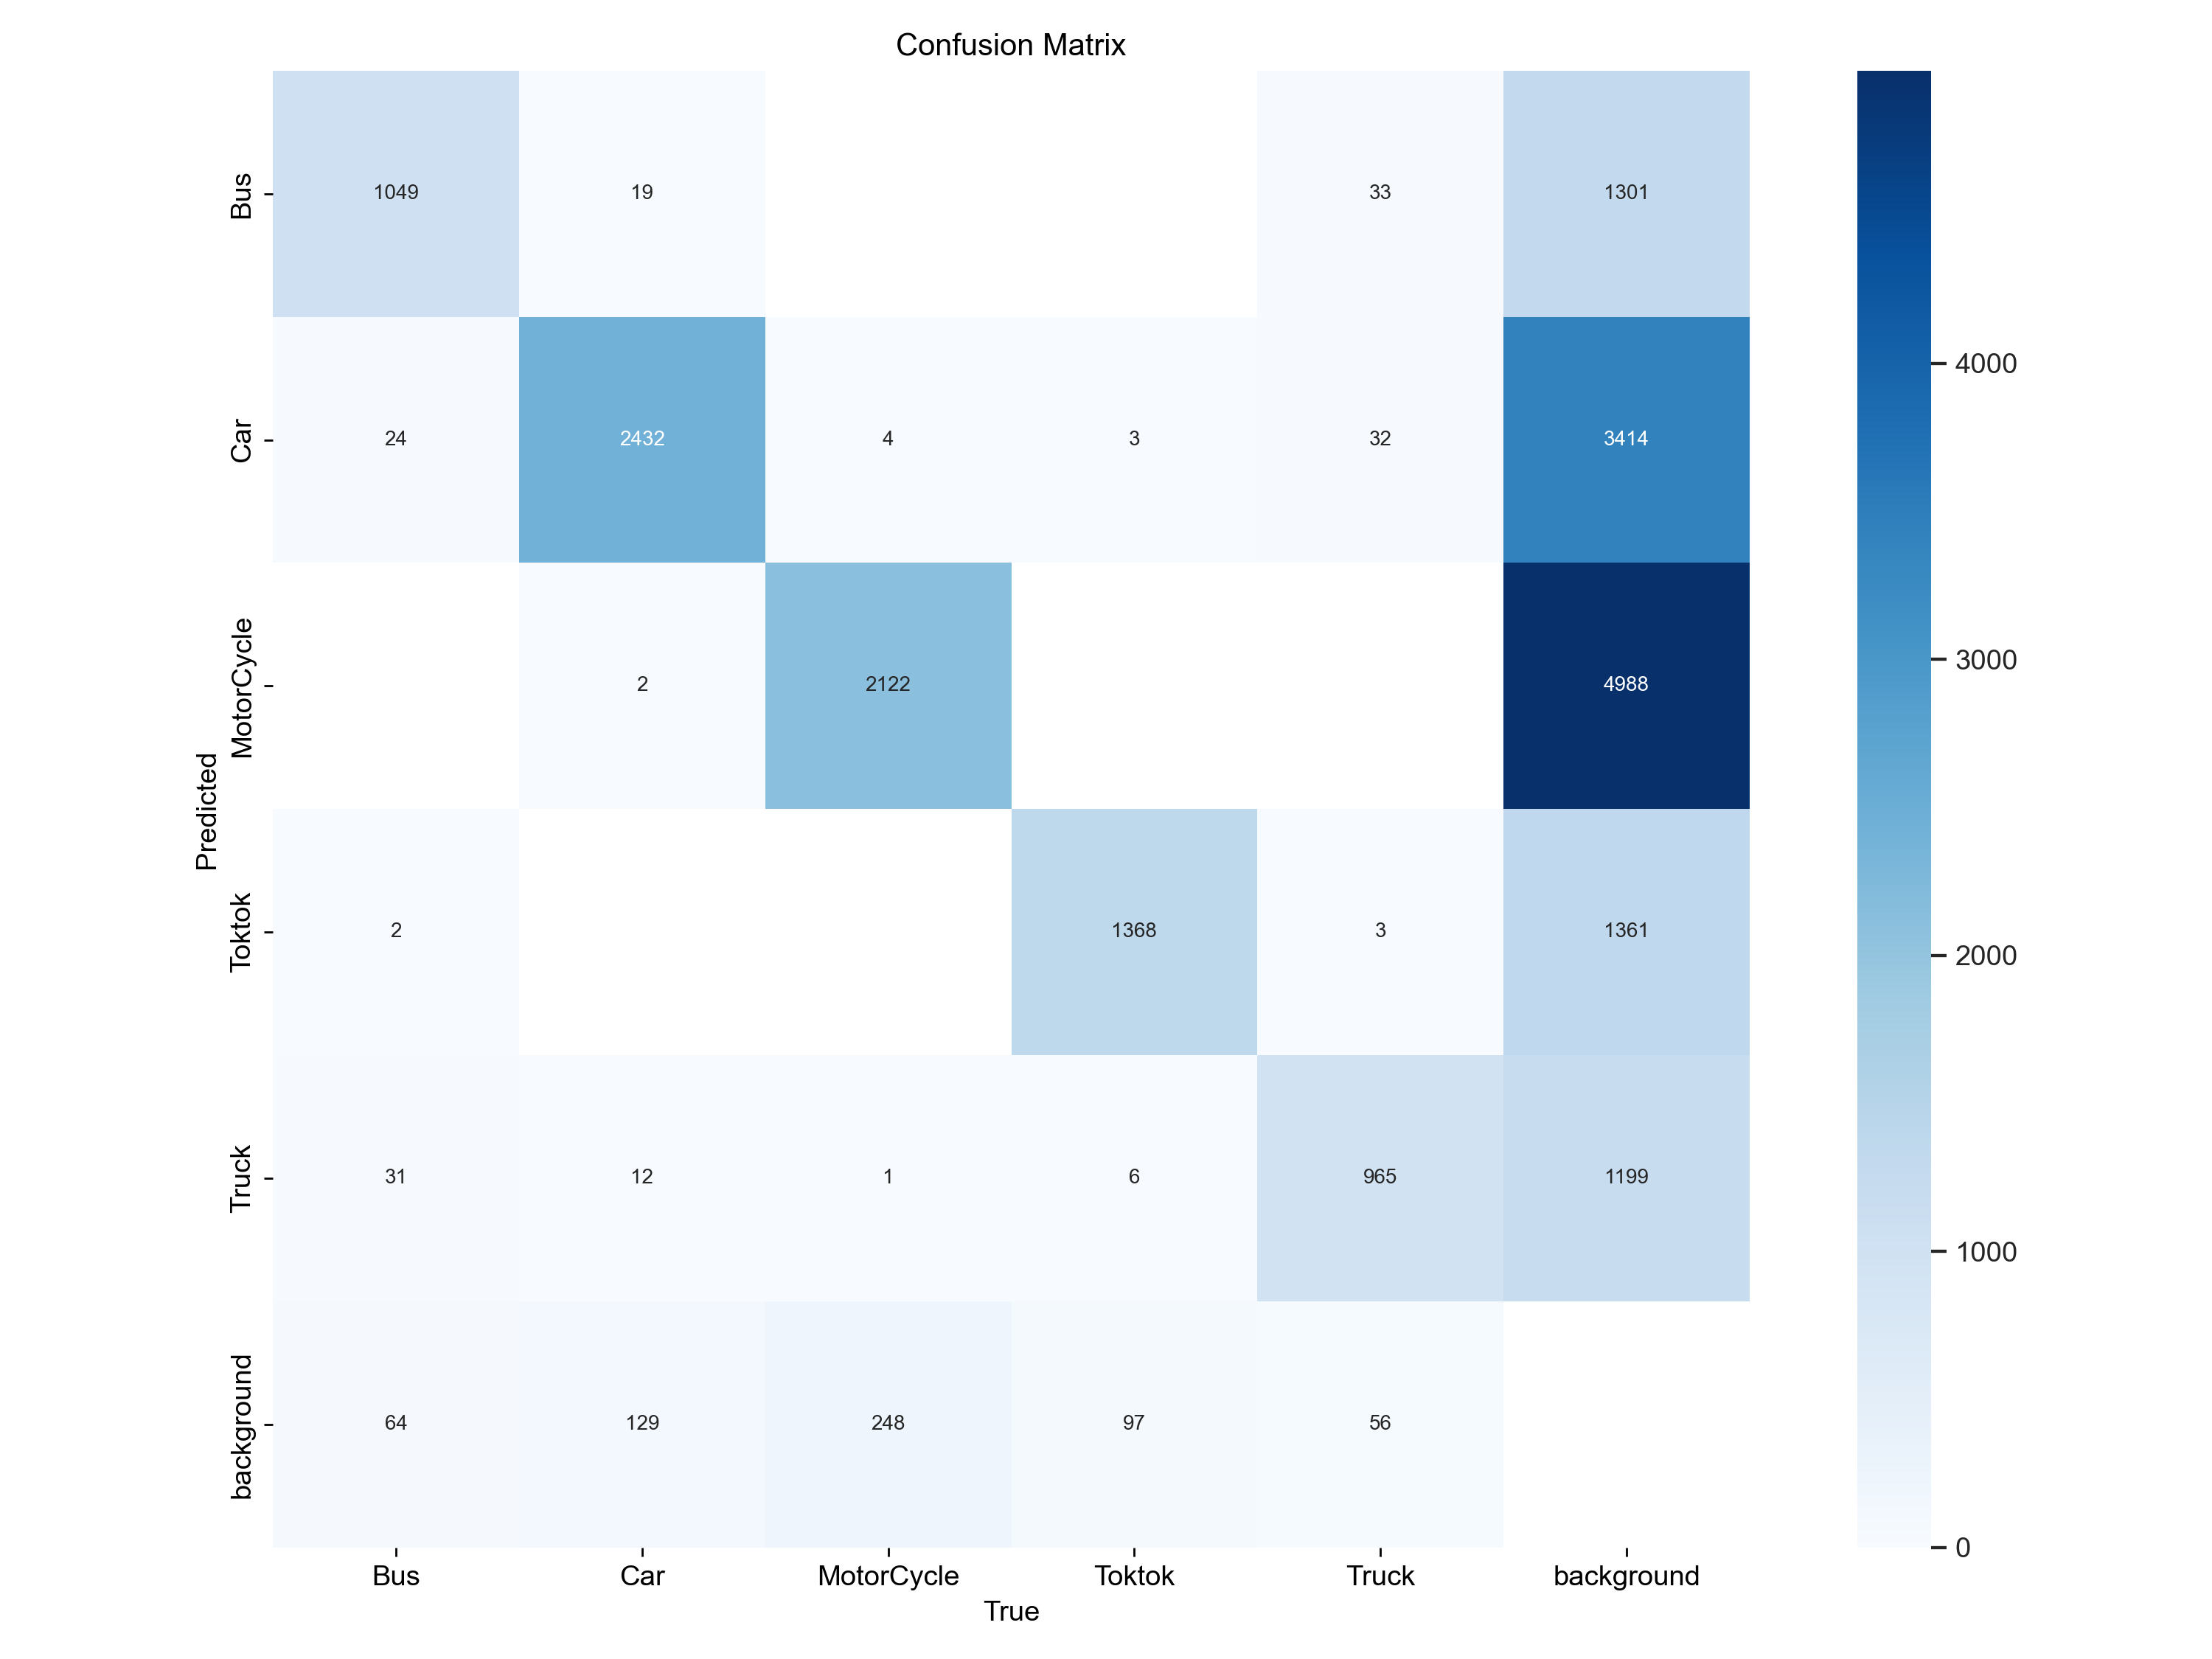 Confusion Matrix
Bus
1049
19
33
1301
Car
24
2432
4
3
32
3414
MotorCycle
2
2122
4988
Toktok
2
1368
3
1361
Truck
31
12
1
6
965
1199
background
64
129
248
97
56
Predicted
Bus
Car
MotorCycle
Toktok
Truck
background
True
4000
3000
2000
1000
0